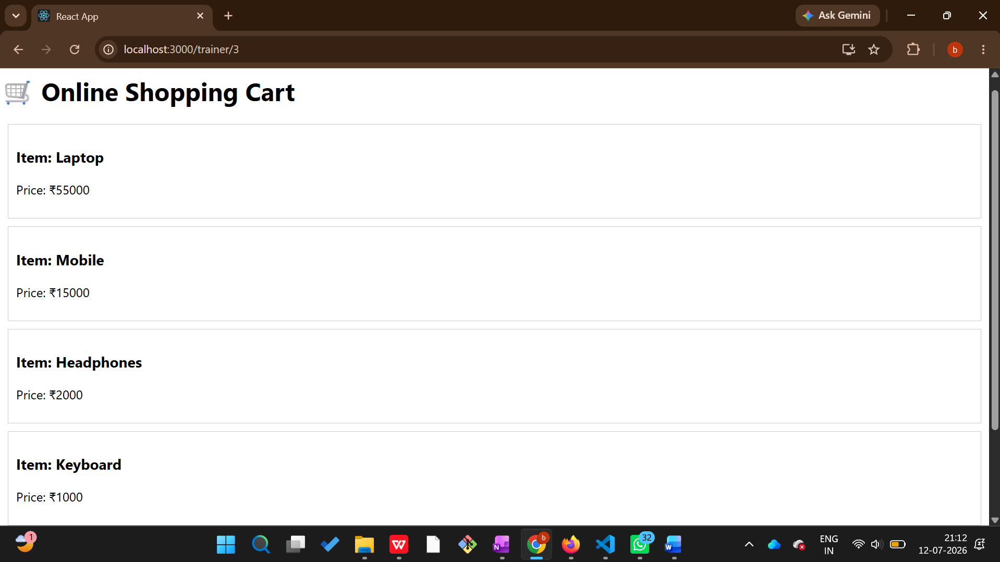 React App
Ask Gemini
localhost:3000/trainer/3
b
Online Shopping Cart
Item: Laptop
Price: ₹55000
Item: Mobile
Price: ₹15000
Item: Headphones
Price: ₹2000
Item: Keyboard
Price: ₹1000
1
W
N
b
32
W
ENG
IN
21:12
12-07-2026